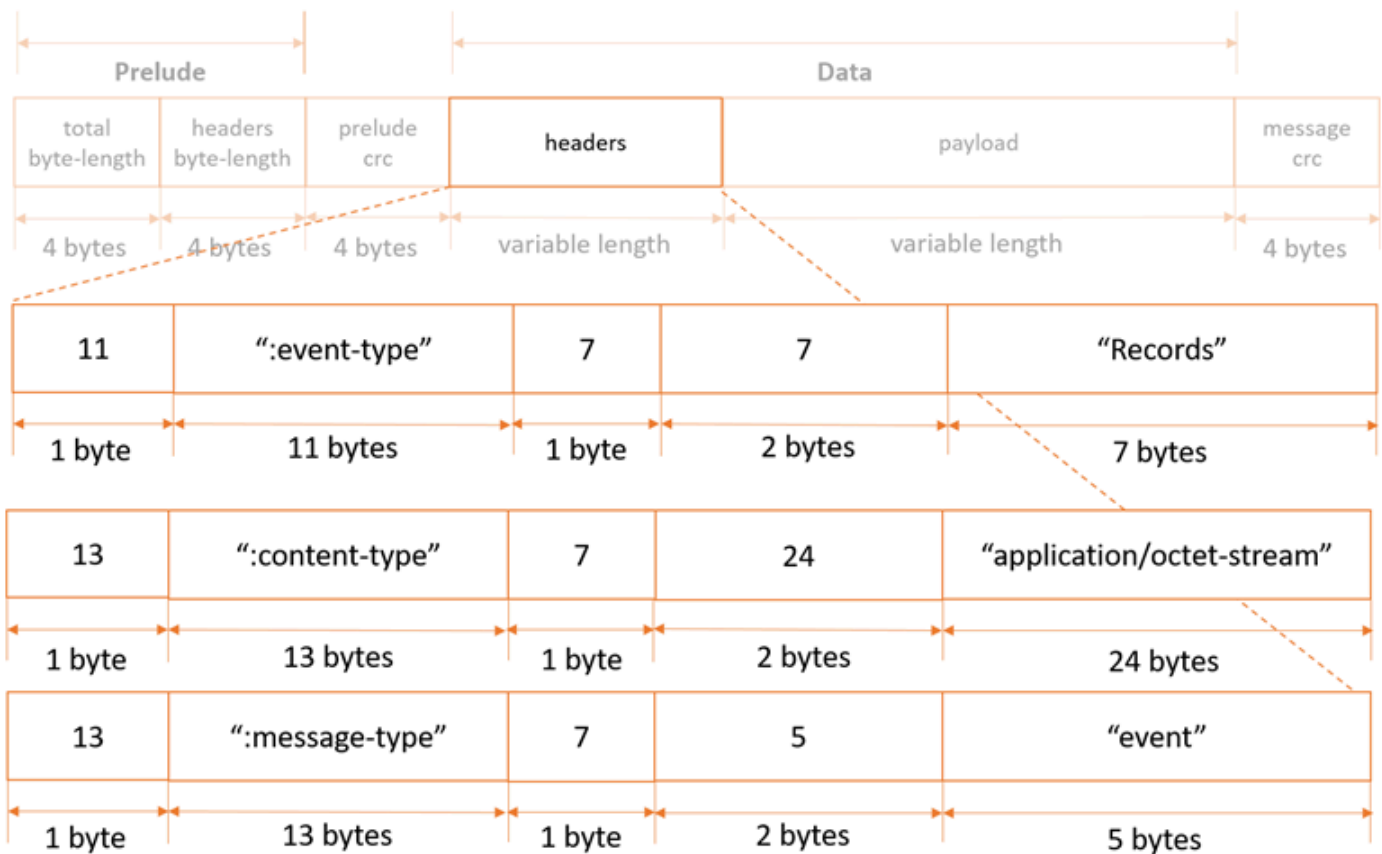 Prelude
Data
total
byte-length
headers
byte-length
prelude
crc
headers
payload
message
crc
4 bytes
4 bytes
4 bytes
variable length
variable length
4 bytes
11
“:event-type”
7
7
“Records”
1 byte
11 bytes
1 byte
2 bytes
7 bytes
13
“:content-type”
7
24
“application/octet-stream”
1 byte
13 bytes
1 byte
2 bytes
24 bytes
13
“:message-type”
7
5
“event”
1 byte
13 bytes
1 byte
2 bytes
5 bytes